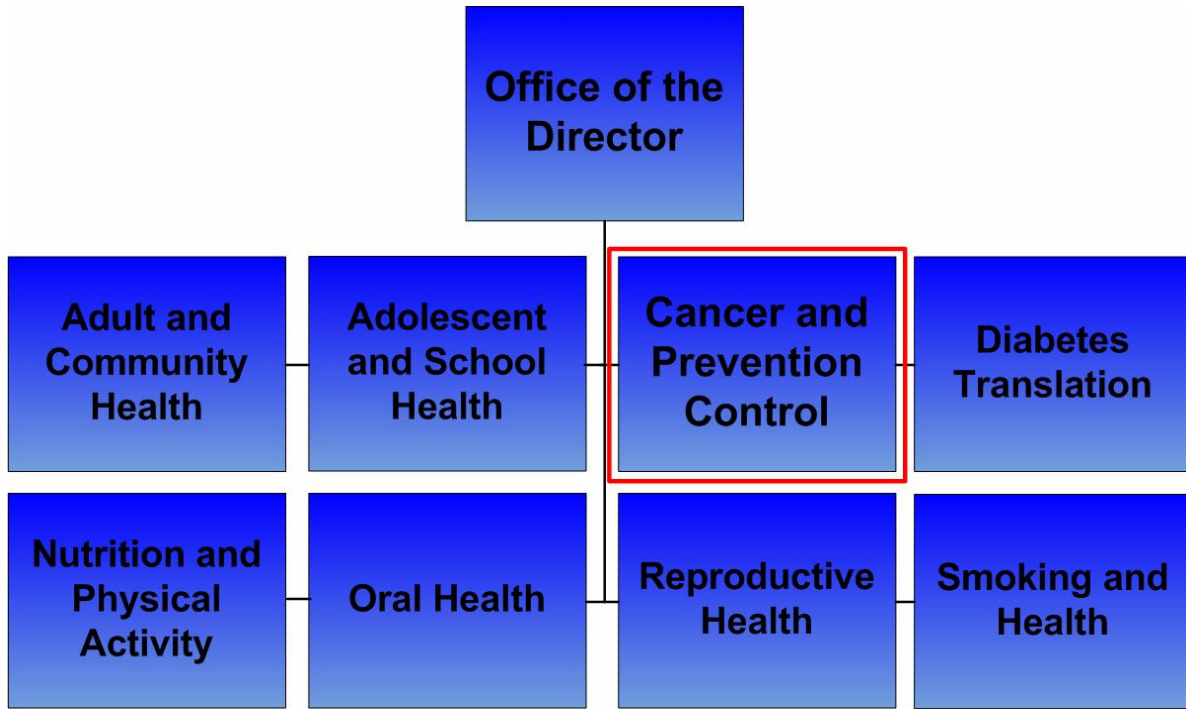 Office of the
Director
Adult and
Community
Health
Adolescent
and School
Health
Cancer and
Prevention
Control
Diabetes
Translation
Nutrition and
Physical
Activity
Oral Health
Reproductive
Health
Smoking and
Health